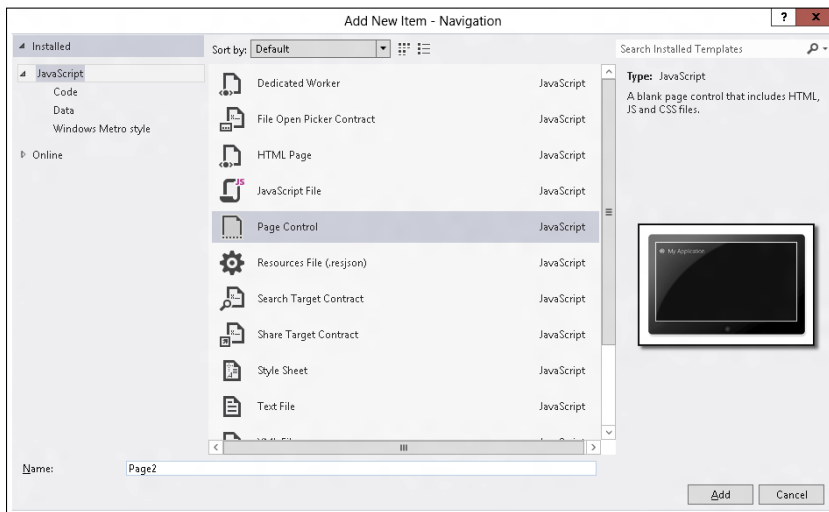 Add New Item - Navigation
? x
Installed
Sort by: Default
Search Installed Templates
JavaScript
Code
Data
Windows Metro style
Online
Dedicated Worker JavaScript
File Open Picker Contract JavaScript
HTML Page JavaScript
JS
JavaScript File JavaScript
Page Control JavaScript
Resources File (.resjson) JavaScript
Search Target Contract JavaScript
Share Target Contract JavaScript
Style Sheet JavaScript
Text File JavaScript
Type: JavaScript
A blank page control that includes HTML,
JS and CSS files.
My Application
Name: Page2
Add Cancel